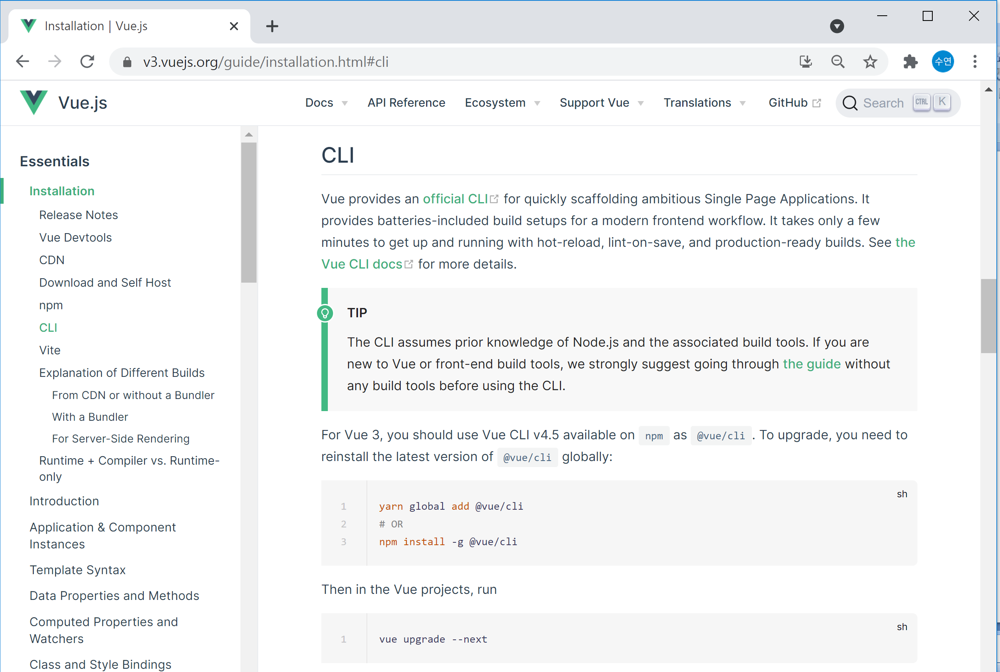 Installation | Vue.js
v3.vuejs.org/guide/installation.html#cli
수연
Vue.js
Docs
API Reference
Ecosystem
Support Vue
Translations
GitHub
Search
CTRL
K
Essentials
Installation
Release Notes
Vue Devtools
CDN
Download and Self Host
npm
CLI
Vite
Explanation of Different Builds
From CDN or without a Bundler
With a Bundler
For Server-Side Rendering
Runtime + Compiler vs. Runtime-
only
Introduction
Application & Component
Instances
Template Syntax
Data Properties and Methods
Computed Properties and
Watchers
Class and Style Bindings
CLI
Vue provides an official CLI for quickly scaffolding ambitious Single Page Applications. It
provides batteries-included build setups for a modern frontend workflow. It takes only a few
minutes to get up and running with hot-reload, lint-on-save, and production-ready builds. See the
Vue CLI docs for more details.
TIP
The CLI assumes prior knowledge of Node.js and the associated build tools. If you are
new to Vue or front-end build tools, we strongly suggest going through the guide without
any build tools before using the CLI.
For Vue 3, you should use Vue CLI v4.5 available on npm as @vue/cli. To upgrade, you need to
reinstall the latest version of @vue/cli globally:
sh
1 yarn global add @vue/cli
2 # OR
3 npm install -g @vue/cli
Then in the Vue projects, run
sh
1 vue upgrade --next